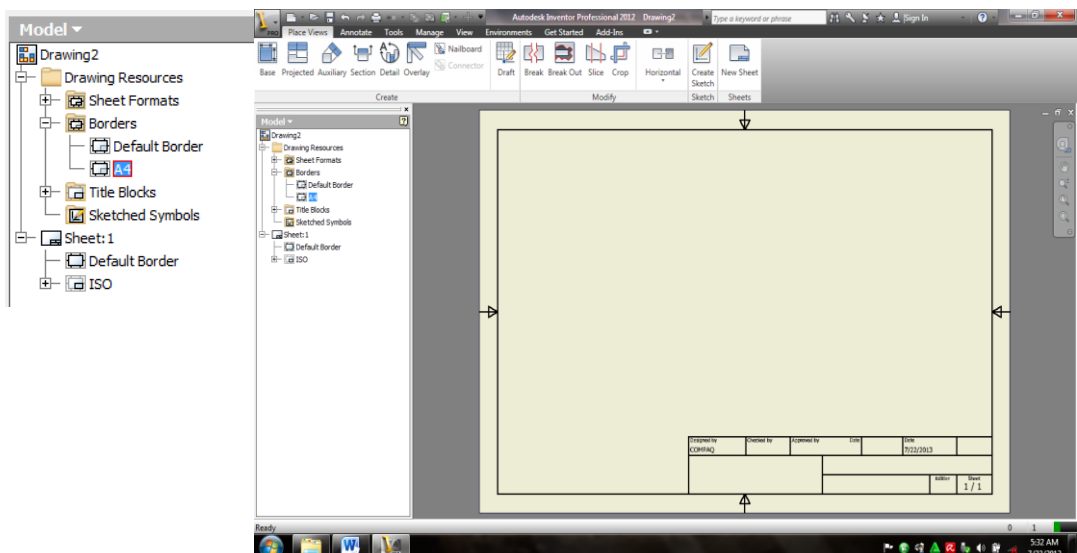 Model
Drawing2
Drawing Resources
Sheet Formats
Borders
Default Border
A4
Title Blocks
Sketched Symbols
Sheet:1
Default Border
ISO
PRO
Autodesk Inventor Professional 2012 Drawing2
Type a keyword or phrase
Sign In
Place Views Annotate Tools Manage View Environments Get Started Add-Ins
Base Projected Auxiliary Section Detail Overlay
Nailboard
Connector
Draft Break Break Out Slice Crop Horizontal
Create Sketch
New Sheet
Create Modify Sketch Sheets
Model
Drawing2
Drawing Resources
Sheet Formats
Borders
Default Border
A4
Title Blocks
Sketched Symbols
Sheet:1
Default Border
ISO
Designed by Checked by Approved by Date Date
COMPAQ 7/22/2013
Edition Sheet
1 / 1
Ready 0 1
5:32 AM
7/22/2013